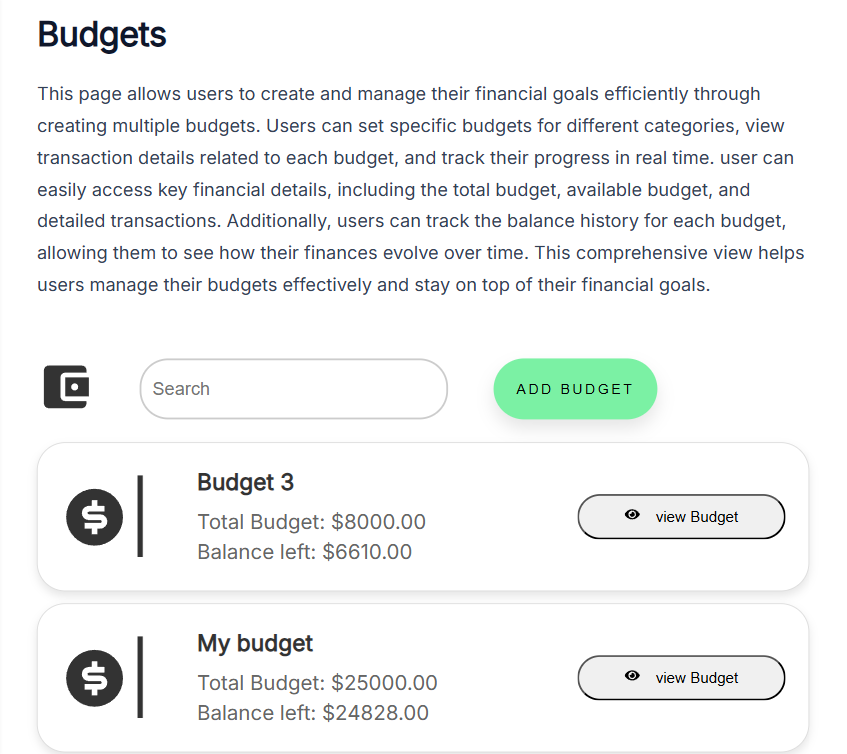 Budgets
This page allows users to create and manage their financial goals efficiently through
creating multiple budgets. Users can set specific budgets for different categories, view
transaction details related to each budget, and track their progress in real time. user can
easily access key financial details, including the total budget, available budget, and
detailed transactions. Additionally, users can track the balance history for each budget,
allowing them to see how their finances evolve over time. This comprehensive view helps
users manage their budgets effectively and stay on top of their financial goals.
Search
ADD BUDGET
Budget 3
Total Budget: $8000.00
Balance left: $6610.00
view Budget
My budget
Total Budget: $25000.00
Balance left: $24828.00
view Budget